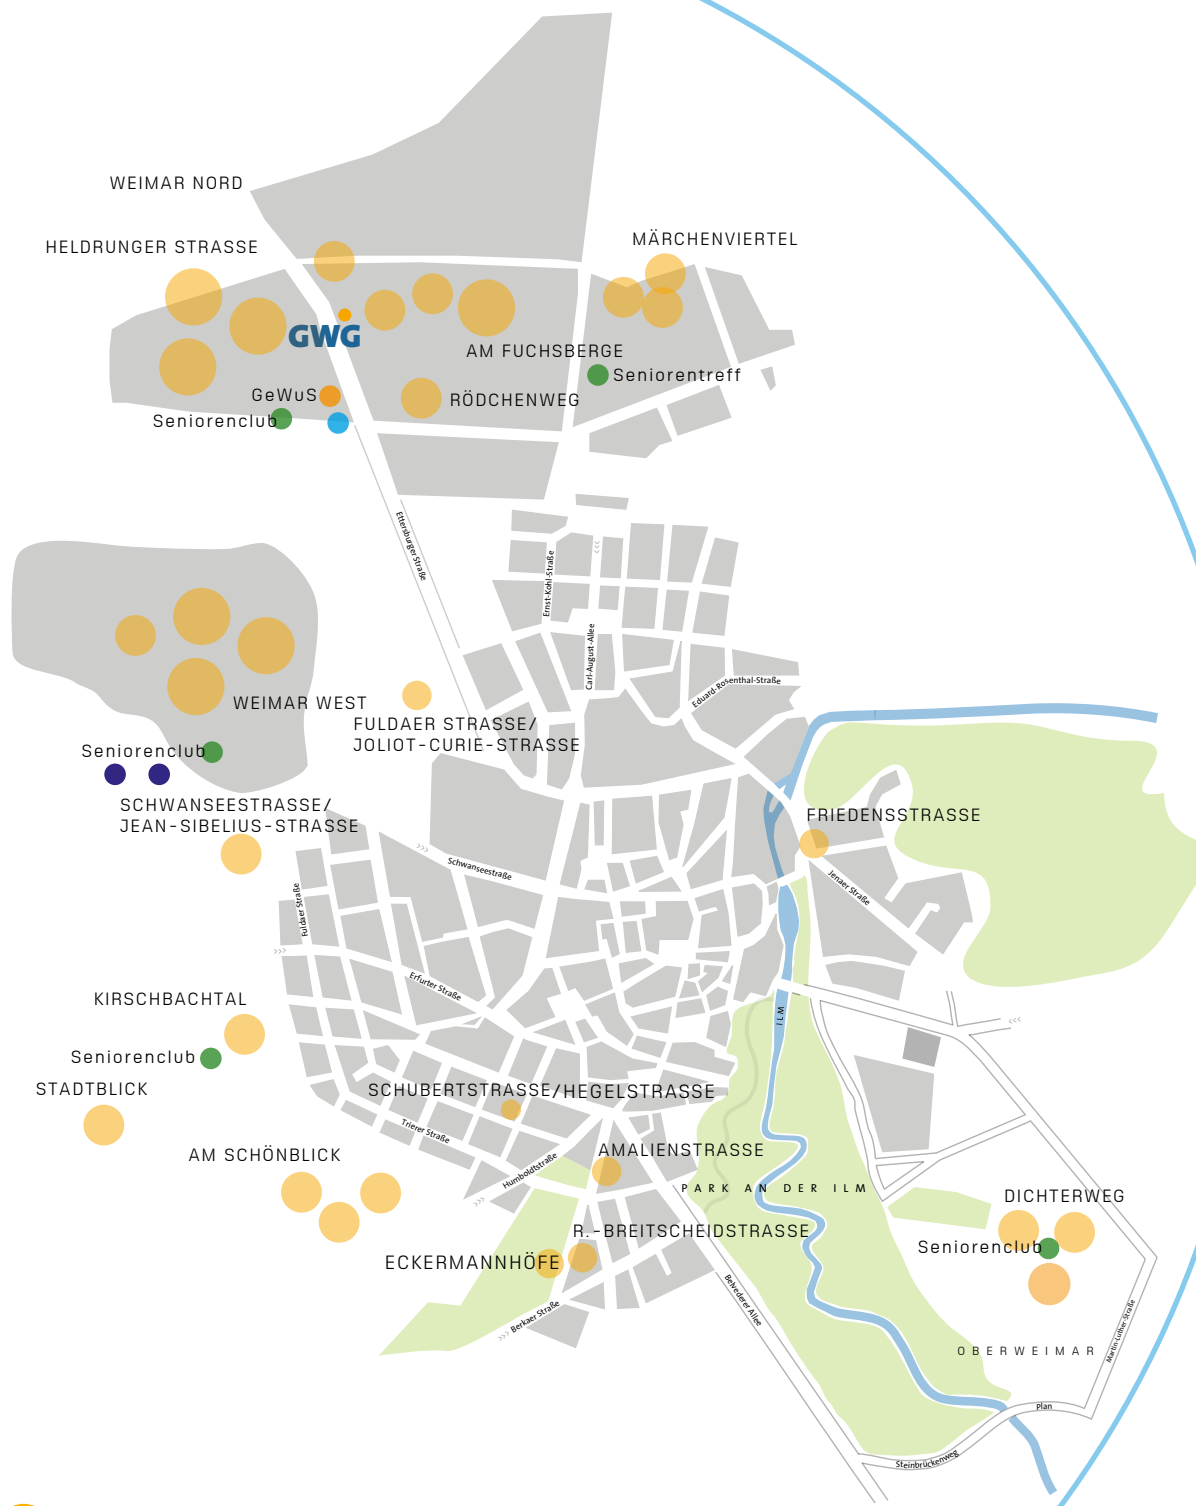 WEIMAR NORD
HELDRUNGER STRASSE
MÄRCHENVIERTEL
GWG
AM FUCHSBERGE
Seniorentreff
GeWuS
RÖDCHENWEG
Seniorenclub
Ettersburger Straße
Ernst-Kohl-Straße
Carl-August-Allee
Eduard-Rosenthal-Straße
WEIMAR WEST
FULDAER STRASSE/
JOLIOT-CURIE-STRASSE
Seniorenclub
SCHWANSEESTRASSE/
JEAN-SIBELIUS-STRASSE
FRIEDENSSTRASSE
>>>
Schwanseestraße
Jenaer Straße
Fuldaer Straße
>>>
Erfurter Straße
KIRSCHBACHTAL
ILM
<<<
Seniorenclub
STADTBLICK
SCHUBERTSTRASSE/HEGELSTRASSE
Trierer Straße
AM SCHÖNBLICK
AMALIENSTRASSE
Humboldtstraße
>>>
PARK AN DER ILM
DICHTERWEG
R.-BREITSCHEIDSTRASSE
Seniorenclub
ECKERMANNHÖFE
Belvederer Allee
>>>
Berkaer Straße
Martin-Luther-Straße
OBERWEIMAR
Plan
Steinbrückenweg